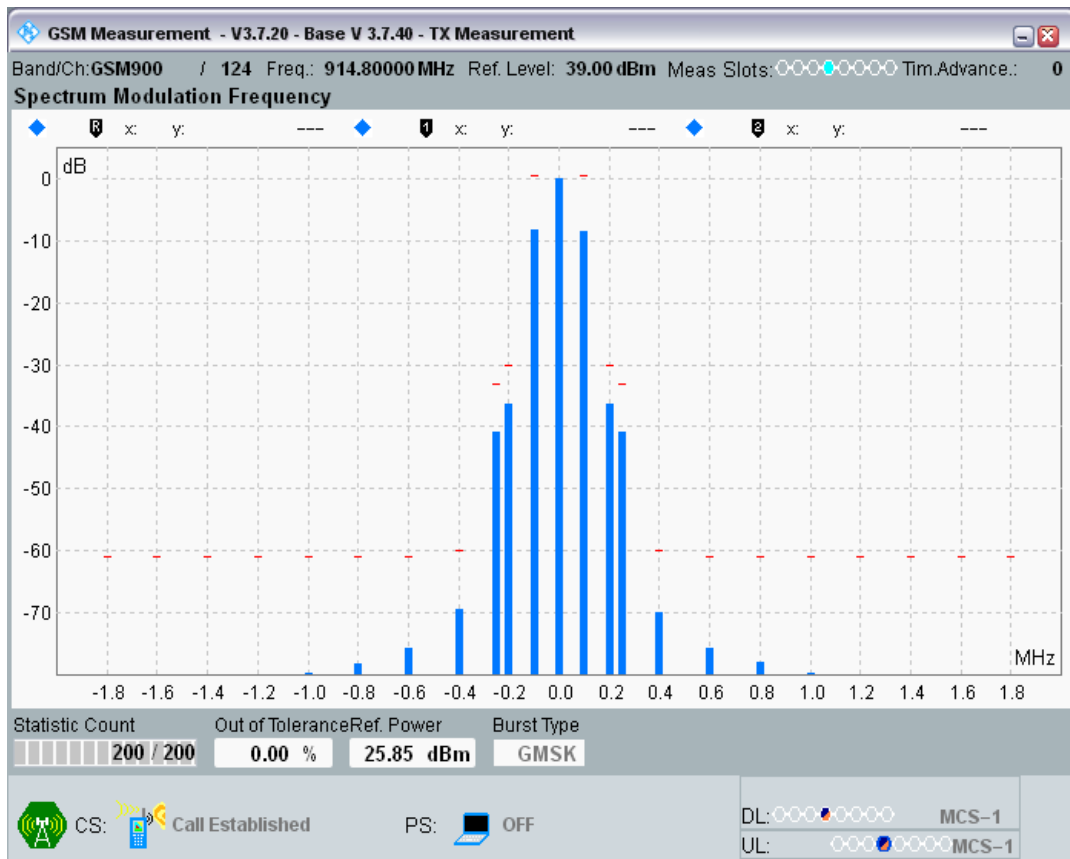 GSM Measurement - V3.7.20 - Base V 3.7.40 - TX Measurement
Band/Ch:GSM900 / 124 Freq.: 914.80000 MHz Ref. Level: 39.00 dBm Meas Slots: Tim.Advance.: 0
Spectrum Modulation Frequency
R x: y: --- 1 x: y: --- 2 x: y: ---
dB
0
-10
-20
-30
-40
-50
-60
-70
MHz
-1.8 -1.6 -1.4 -1.2 -1.0 -0.8 -0.6 -0.4 -0.2 0.0 0.2 0.4 0.6 0.8 1.0 1.2 1.4 1.6 1.8
Statistic Count Out of Tolerance Ref. Power Burst Type
200 / 200 0.00 % 25.85 dBm GMSK
CS: Call Established PS: OFF
DL: MCS-1
UL: MCS-1